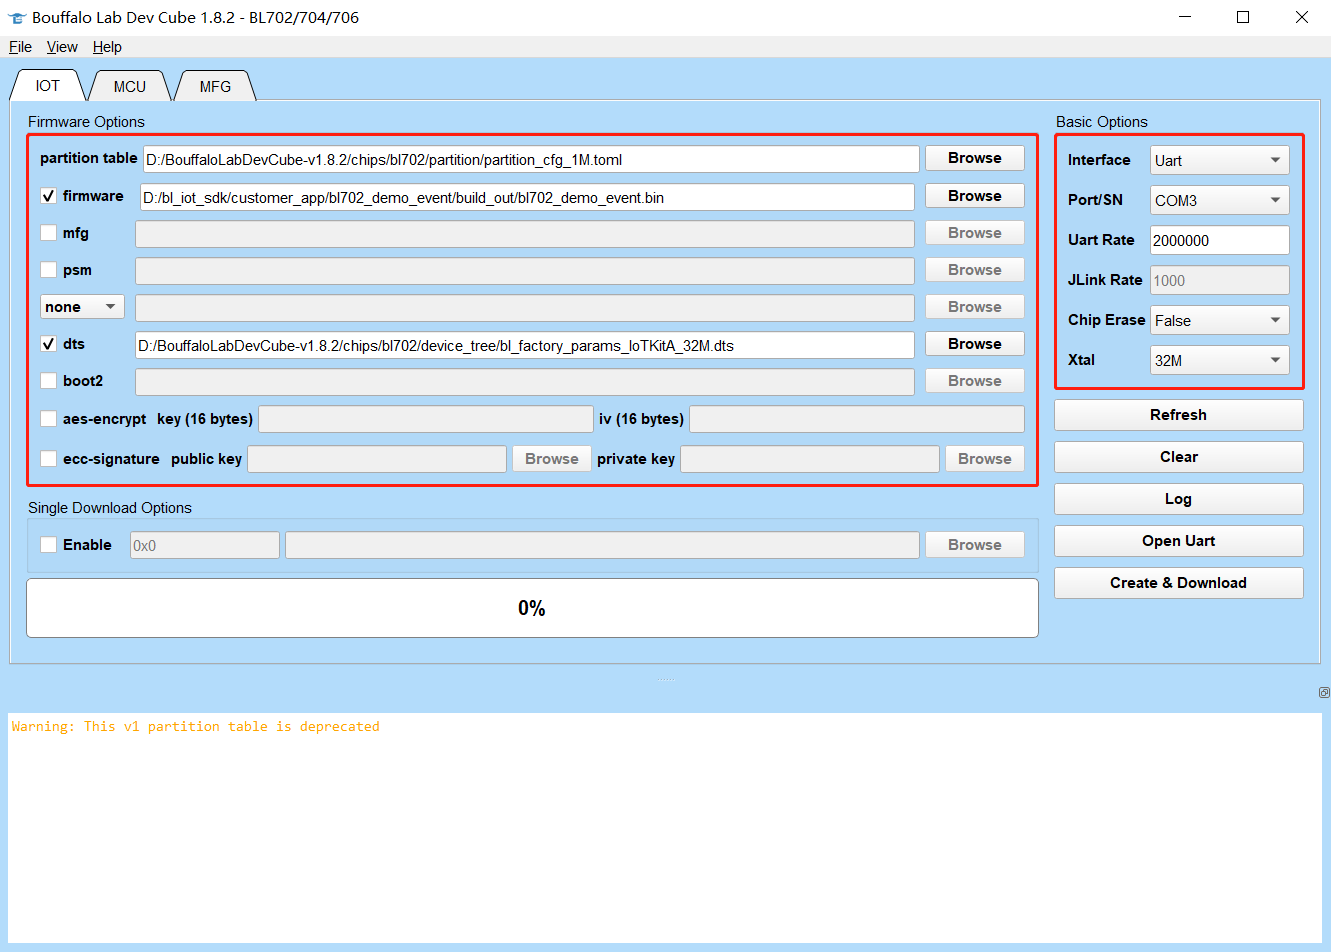 Bouffalo Lab Dev Cube 1.8.2 - BL702/704/706
File View Help
IOT MCU MFG
Firmware Options
partition table D:/BouffaloLabDevCube-v1.8.2/chips/bl702/partition/partition_cfg_1M.toml Browse
firmware D:/bl_iot_sdk/customer_app/bl702_demo_event/build_out/bl702_demo_event.bin Browse
mfg Browse
psm Browse
none Browse
dts D:/BouffaloLabDevCube-v1.8.2/chips/bl702/device_tree/bl_factory_params_IoTKitA_32M.dts Browse
boot2 Browse
aes-encrypt key (16 bytes) iv (16 bytes)
ecc-signature public key Browse private key Browse
Single Download Options
Enable 0x0 Browse
0%
Basic Options
Interface Uart
Port/SN COM3
Uart Rate 2000000
JLink Rate 1000
Chip Erase False
Xtal 32M
Refresh
Clear
Log
Open Uart
Create & Download
Warning: This v1 partition table is deprecated